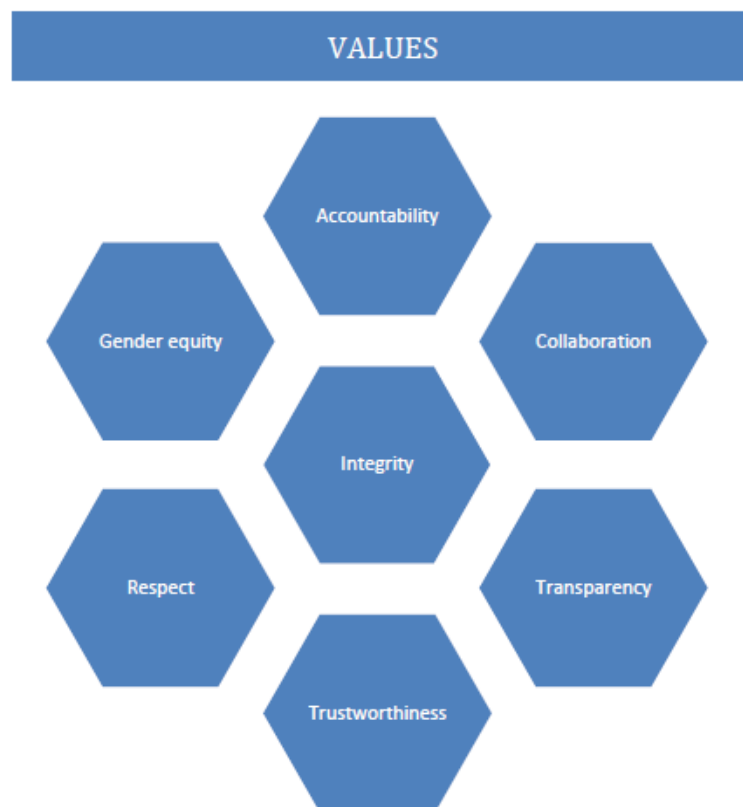 VALUES
Accountability
Gender equity
Collaboration
Integrity
Respect
Transparency
Trustworthiness